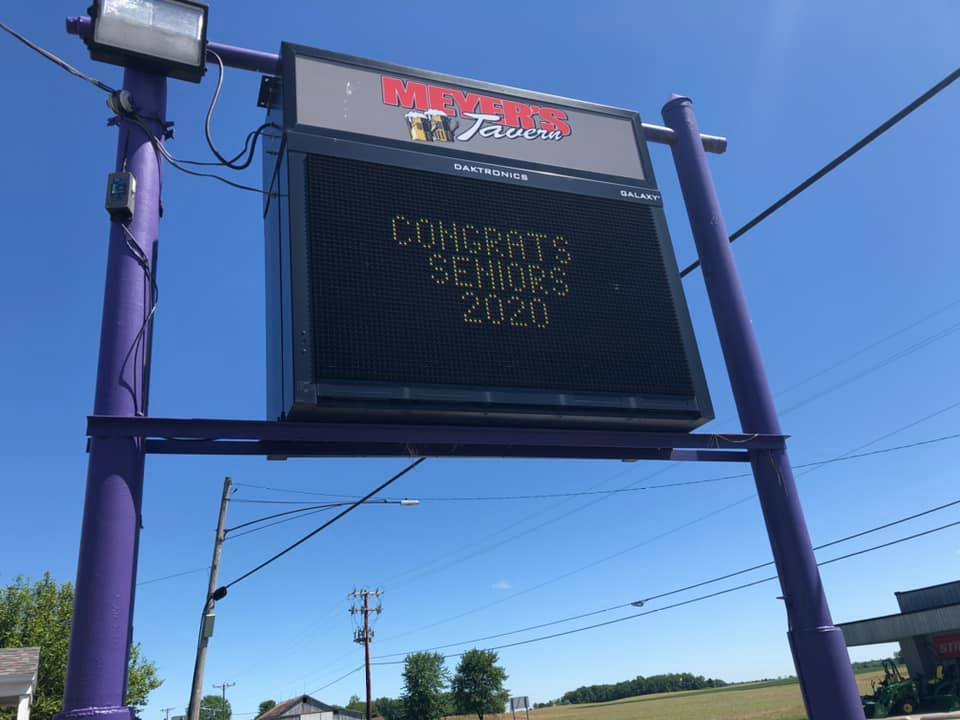 MEYER'S
Tavern
DAKTRONICS
GALAXY
CONGRATS
SENIORS
2020